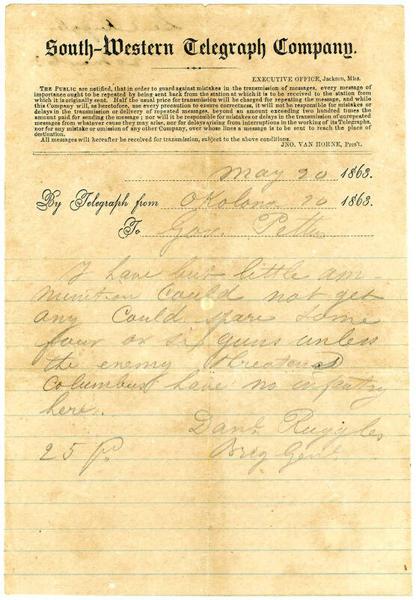 South-Western Telegraph Company.
EXECUTIVE OFFICE, Jackson, Miss.
THE PUBLIC are notified, that in order to guard against mistakes in the transmission of messages, every message of
importance ought to be repeated by being sent back from the station at which it is to be received to the station from
which it is originally sent. Half the usual price for transmission will be charged for repeating the message, and while
this Company will, as heretofore, use every precaution to ensure correctness, it will not be responsible for mistakes or
delays in the transmission or delivery of repeated messages, beyond an amount exceeding two hundred times the
amount paid for sending the message; nor will it be responsible for mistakes or delays in the transmission of unrepeated
messages from whatever cause they may arise, nor for delays arising from interruptions in the working of its Telegraphs,
nor for any mistake or omission of any other Company, over whose lines a message is to be sent to reach the place of
destination.
All messages will hereafter be received for transmission, subject to the above conditions.
JNO. VAN HORNE, Pres't.
May 20 1863.
By Telegraph from Okolona 20 1863.
To Gov. Pettus
I have but little am-
munition Could not get
any Could spare some
four or six guns unless
the enemy threatens
Columbus have no infantry
here.
Danl. Ruggles
25 pd Brig Genl